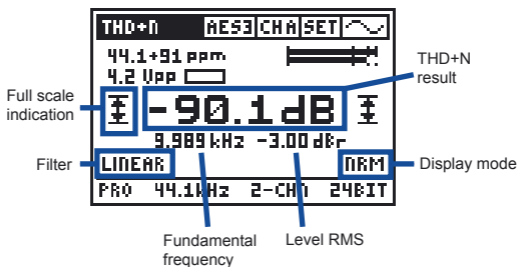 THD+N AES3 CHA SET
44.1+91 ppm
4.2 Vpp
THD+N
result
Full scale
indication
-90.1dB
9.989 kHz -3.00 dBr
Filter
LINEAR
NRM
Display mode
PRO 44.1kHz 2-CHN 24BIT
Fundamental
frequency
Level RMS